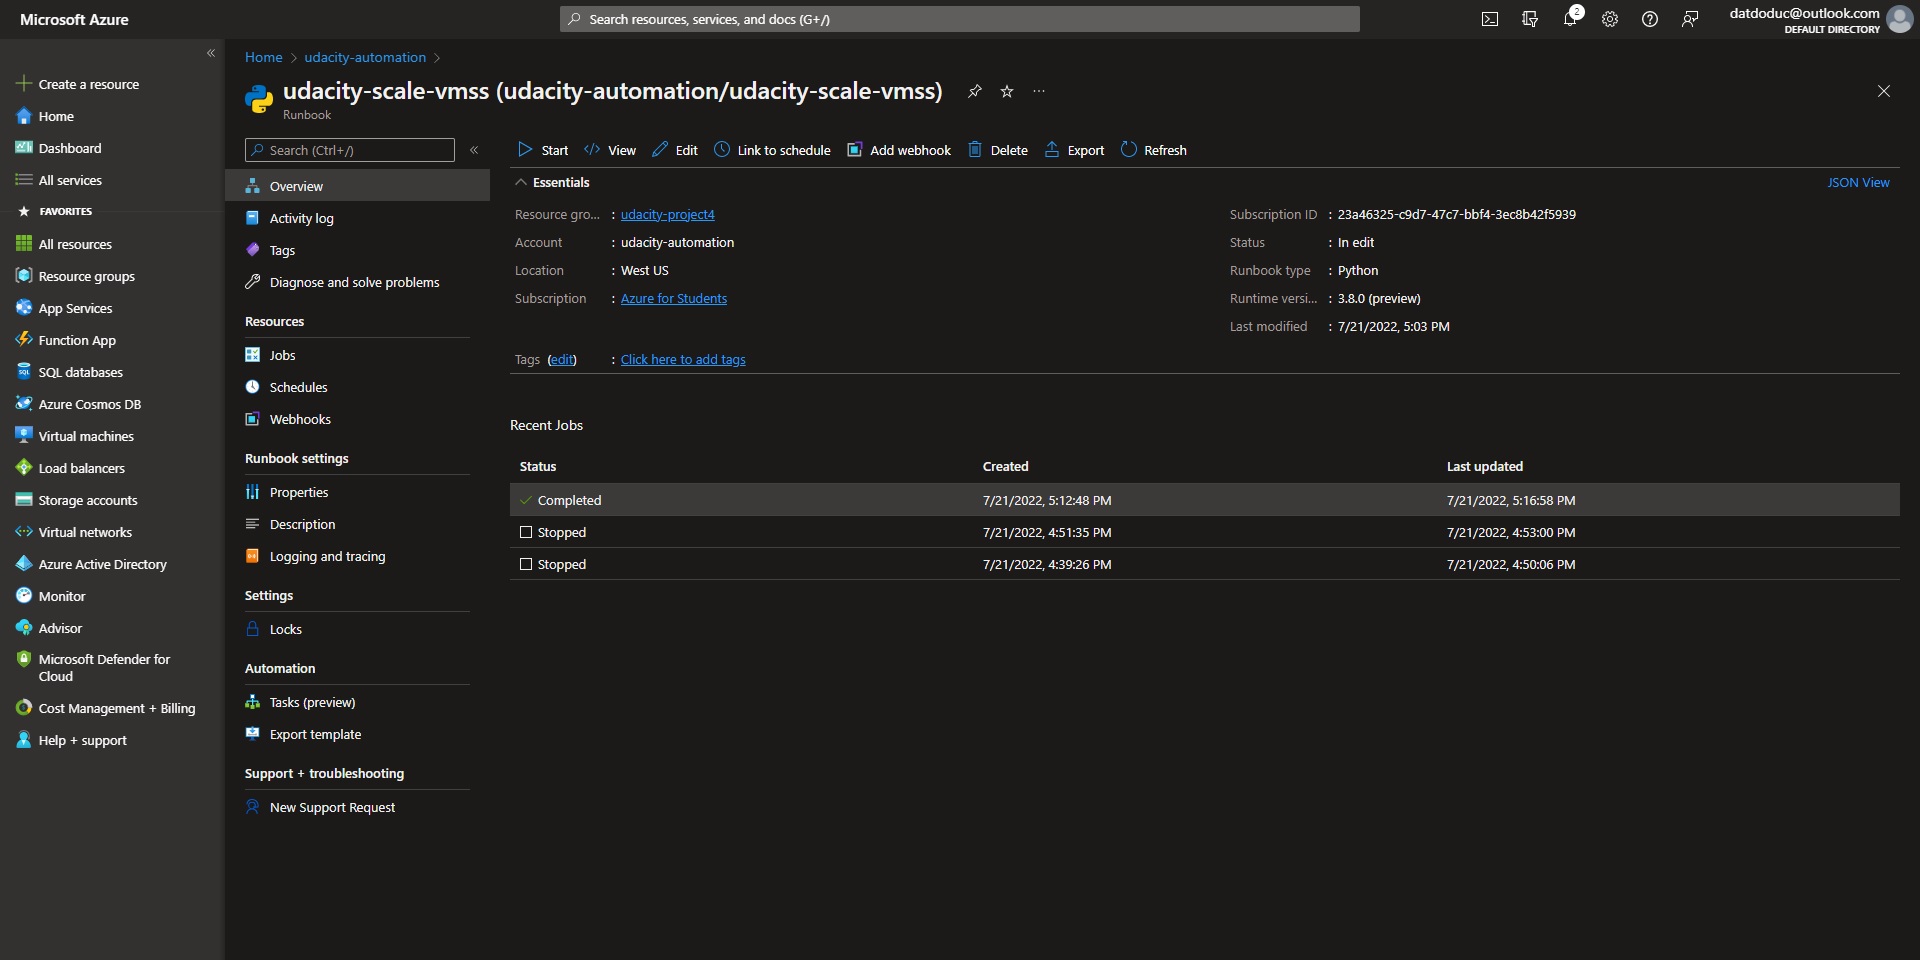 Microsoft Azure
Search resources, services, and docs (G+/)
2
datdoduc@outlook.com
DEFAULT DIRECTORY
«
Create a resource
Home
Dashboard
All services
FAVORITES
All resources
Resource groups
App Services
Function App
SQL databases
Azure Cosmos DB
Virtual machines
Load balancers
Storage accounts
Virtual networks
Azure Active Directory
Monitor
Advisor
Microsoft Defender for
Cloud
Cost Management + Billing
Help + support
Home > udacity-automation >
udacity-scale-vmss (udacity-automation/udacity-scale-vmss) ...
Runbook
Search (Ctrl+/) «
Overview
Activity log
Tags
Diagnose and solve problems
Resources
Jobs
Schedules
Webhooks
Runbook settings
Properties
Description
Logging and tracing
Settings
Locks
Automation
Tasks (preview)
Export template
Support + troubleshooting
New Support Request
Start View Edit Link to schedule Add webhook Delete Export Refresh
Essentials JSON View
Resource gro... : udacity-project4
Account : udacity-automation
Location : West US
Subscription : Azure for Students
Subscription ID : 23a46325-c9d7-47c7-bbf4-3ec8b42f5939
Status : In edit
Runbook type : Python
Runtime versi... : 3.8.0 (preview)
Last modified : 7/21/2022, 5:03 PM
Tags (edit) : Click here to add tags
Recent Jobs
Status Created Last updated
Completed 7/21/2022, 5:12:48 PM 7/21/2022, 5:16:58 PM
Stopped 7/21/2022, 4:51:35 PM 7/21/2022, 4:53:00 PM
Stopped 7/21/2022, 4:39:26 PM 7/21/2022, 4:50:06 PM